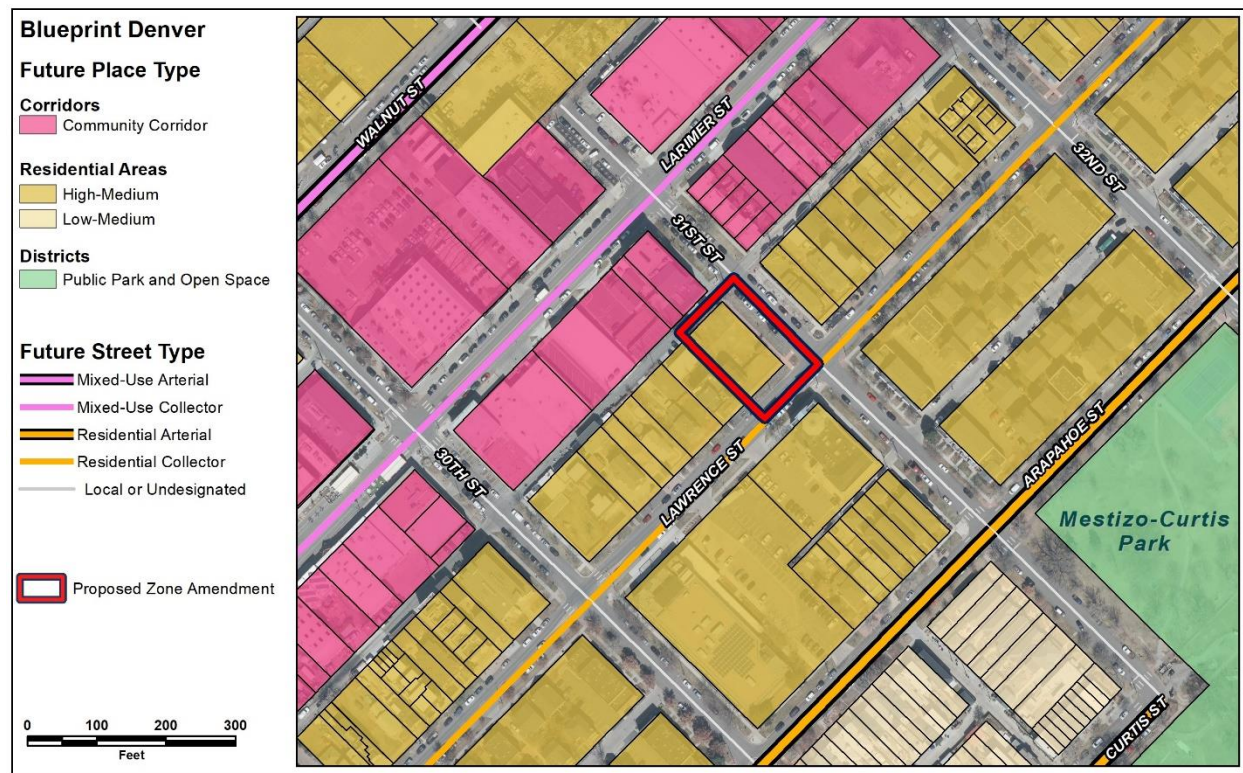 Blueprint Denver
Future Place Type
Corridors
Community Corridor
Residential Areas
High-Medium
Low-Medium
Districts
Public Park and Open Space
Future Street Type
Mixed-Use Arterial
Mixed-Use Collector
Residential Arterial
Residential Collector
Local or Undesignated
Proposed Zone Amendment
0 100 200 300
Feet
WALNUT ST
LARIMER ST
31ST ST
32ND ST
30TH ST
LAWRENCE ST
ARAPAHOE ST
Mestizo-Curtis
Park
CURTIS ST